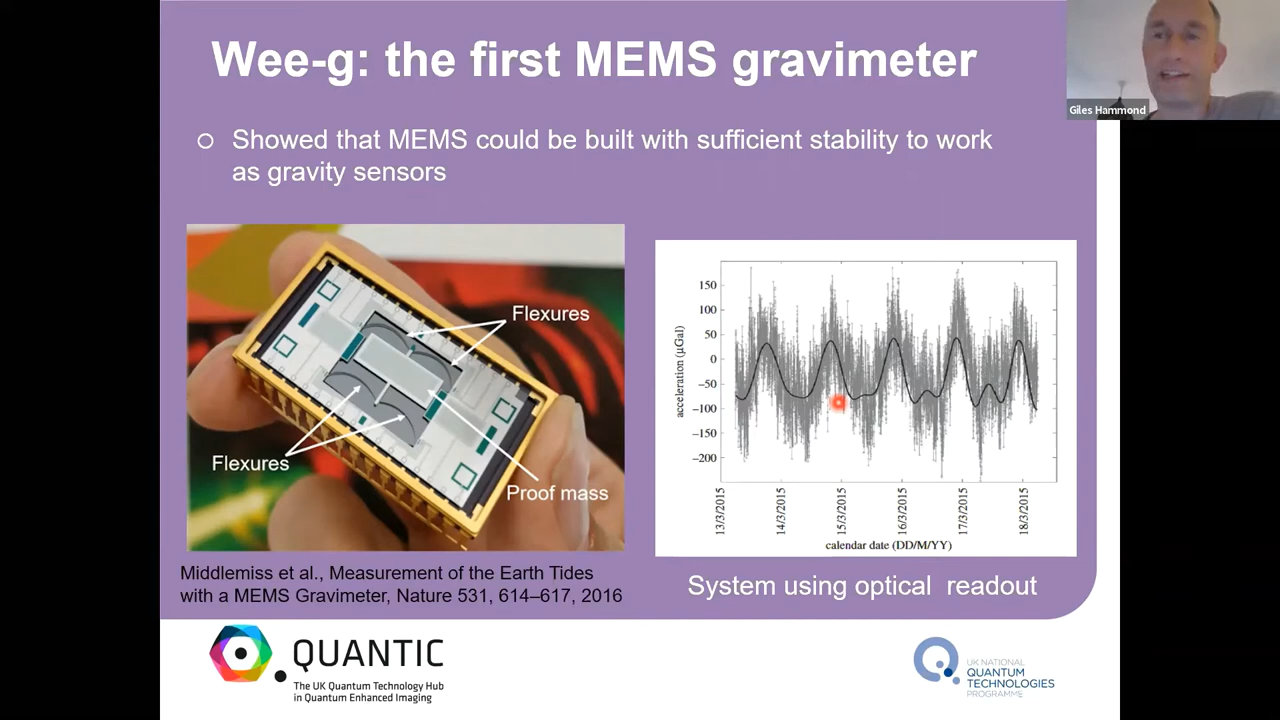 Wee-g: the first MEMS gravimeter
Giles Hammond
Showed that MEMS could be built with sufficient stability to work
as gravity sensors
Flexures
Flexures
Proof mass
150
100
50
0
−50
−100
−150
−200
acceleration (μGal)
13/3/2015
14/3/2015
15/3/2015
16/3/2015
17/3/2015
18/3/2015
calendar date (DD/M/YY)
Middlemiss et al., Measurement of the Earth Tides
with a MEMS Gravimeter, Nature 531, 614–617, 2016
System using optical readout
QUANTIC
The UK Quantum Technology Hub
in Quantum Enhanced Imaging
UK NATIONAL
QUANTUM
TECHNOLOGIES
PROGRAMME